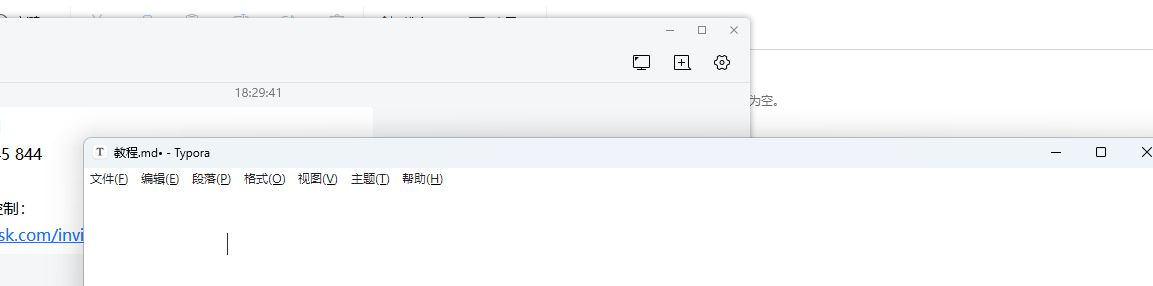 18:29:41
为空。
5 844
教程.md• - Typora
文件(F) 编辑(E) 段落(P) 格式(O) 视图(V) 主题(T) 帮助(H)
控制：
sk.com/invi